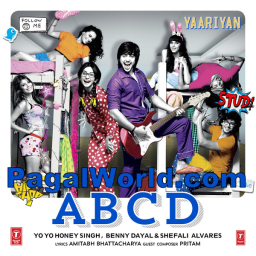 FOLLOW
ME
YAARIYAN
STUD!
PagalWorld.com
ABCD
YO YO HONEY SINGH, BENNY DAYAL & SHEFALI ALVARES
LYRICS AMITABH BHATTACHARYA GUEST COMPOSER PRITAM